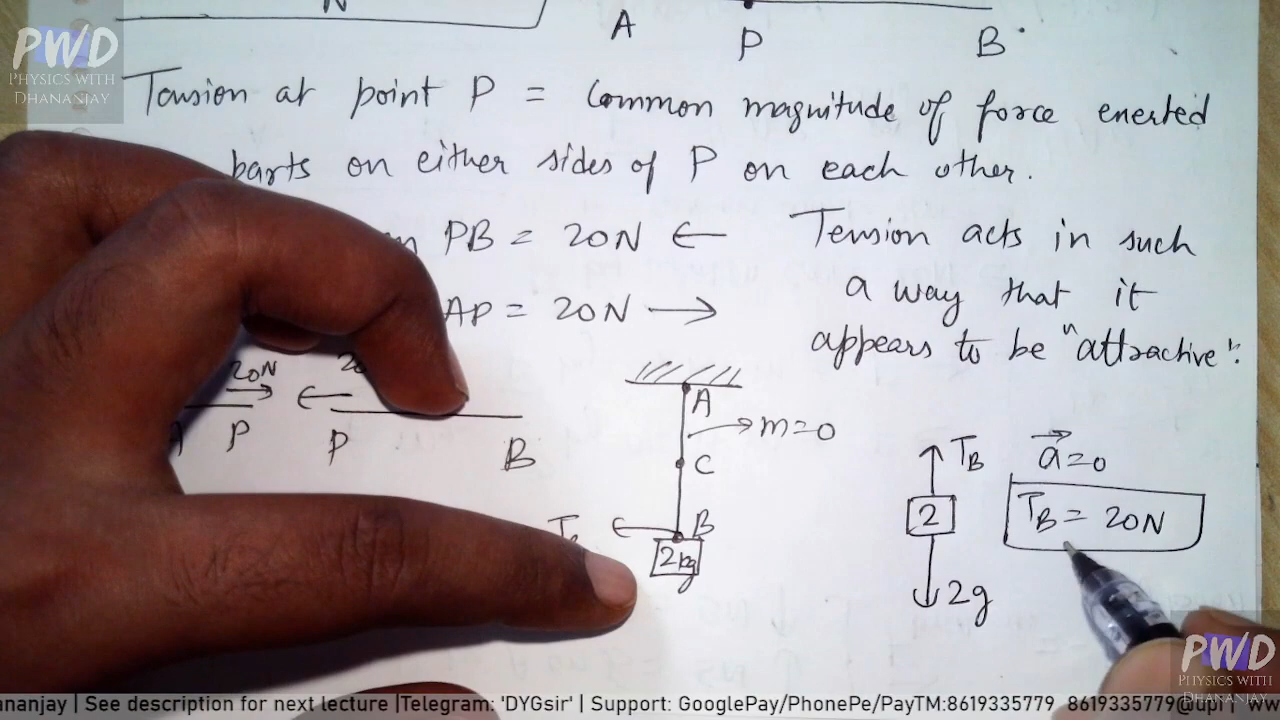 A P B
Tension at point P = Common magnitude of force enerted
parts on either sides of P on each other.
PB = 20N ←
AP = 20N →
Tension acts in such
a way that it
appears to be "attractive".
20N
A P P B
A
m=0
C
B
2kg
T_B
2
2g
a⃗=0
T_B = 20N
PWD
PHYSICS WITH
DHANANJAY
PWD
PHYSICS WITH
DHANANJAY
ananjay | See description for next lecture |Telegram: 'DYGsir' | Support: GooglePay/PhonePe/PayTM:8619335779 8619335779@upi | www